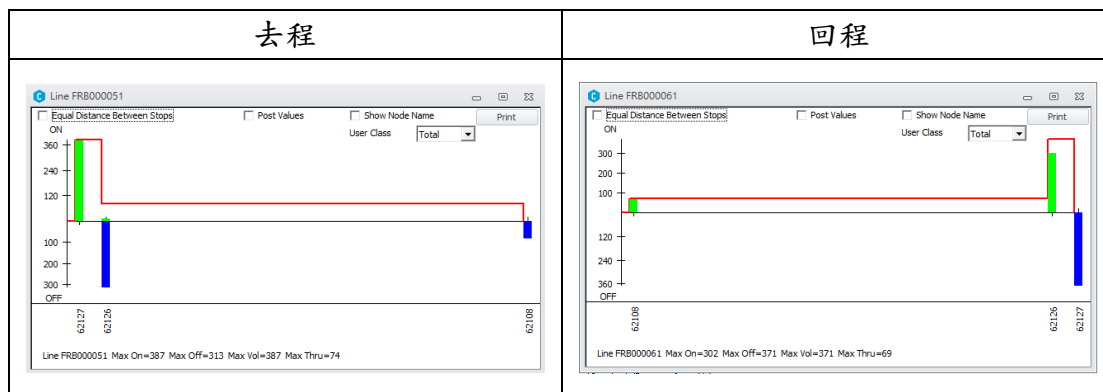 去程
回程
Line FRB000051
Equal Distance Between Stops
Post Values
Show Node Name
Print
ON
User Class
Total
360
240
120
100
200
300
OFF
62127
62126
62108
Line FRB000051 Max On=387 Max Off=313 Max Vol=387 Max Thru=74
Line FRB000061
Equal Distance Between Stops
Post Values
Show Node Name
Print
ON
User Class
Total
300
200
100
120
240
360
OFF
62108
62126
62127
Line FRB000061 Max On=302 Max Off=371 Max Vol=371 Max Thru=69